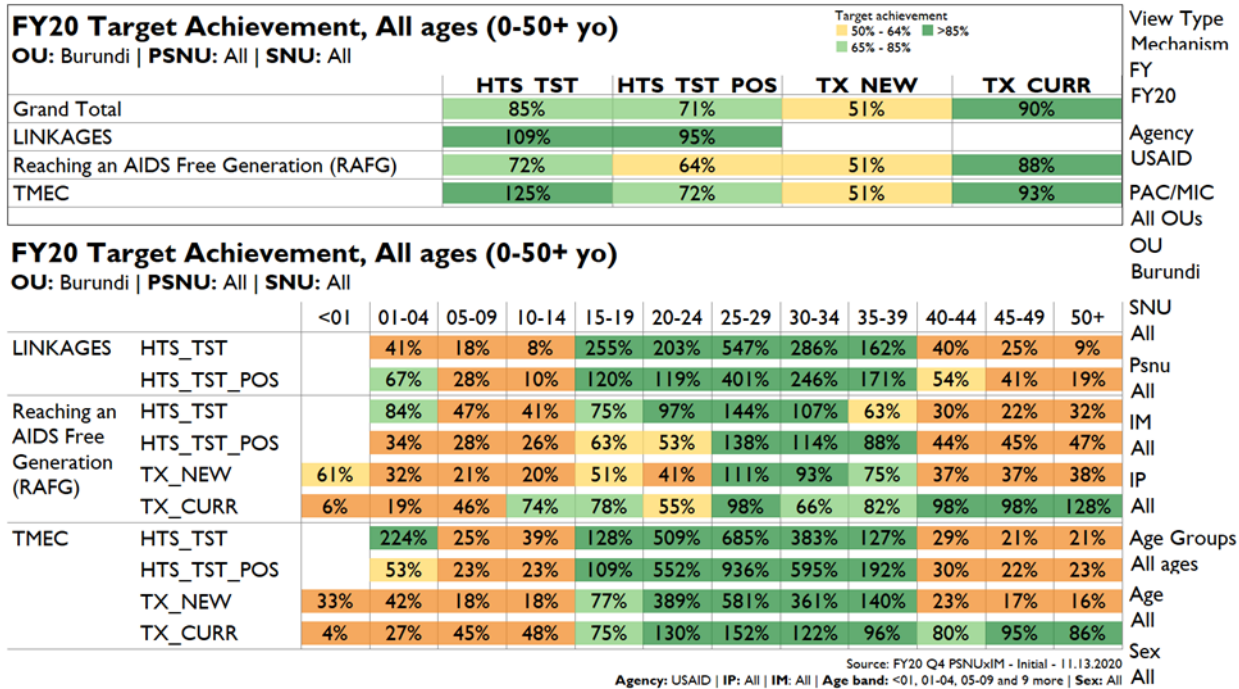 FY20 Target Achievement, All ages (0-50+ yo)
OU: Burundi | PSNU: All | SNU: All
Target achievement
50% - 64% >85%
65% - 85%
HTS_TST HTS_TST_POS TX_NEW TX_CURR
Grand Total 85% 71% 51% 90%
LINKAGES 109% 95%
Reaching an AIDS Free Generation (RAFG) 72% 64% 51% 88%
TMEC 125% 72% 51% 93%
FY20 Target Achievement, All ages (0-50+ yo)
OU: Burundi | PSNU: All | SNU: All
<01 01-04 05-09 10-14 15-19 20-24 25-29 30-34 35-39 40-44 45-49 50+
LINKAGES HTS_TST 41% 18% 8% 255% 203% 547% 286% 162% 40% 25% 9%
HTS_TST_POS 67% 28% 10% 120% 119% 401% 246% 171% 54% 41% 19%
Reaching an
AIDS Free
Generation
(RAFG)
HTS_TST 84% 47% 41% 75% 97% 144% 107% 63% 30% 22% 32%
HTS_TST_POS 34% 28% 26% 63% 53% 138% 114% 88% 44% 45% 47%
TX_NEW 61% 32% 21% 20% 51% 41% 111% 93% 75% 37% 37% 38%
TX_CURR 6% 19% 46% 74% 78% 55% 98% 66% 82% 98% 98% 128%
TMEC HTS_TST 224% 25% 39% 128% 509% 685% 383% 127% 29% 21% 21%
HTS_TST_POS 53% 23% 23% 109% 552% 936% 595% 192% 30% 22% 23%
TX_NEW 33% 42% 18% 18% 77% 389% 581% 361% 140% 23% 17% 16%
TX_CURR 4% 27% 45% 48% 75% 130% 152% 122% 96% 80% 95% 86%
Source: FY20 Q4 PSNUxIM - Initial - 11.13.2020
Agency: USAID | IP: All | IM: All | Age band: <01, 01-04, 05-09 and 9 more | Sex: All
View Type
Mechanism
FY
FY20
Agency
USAID
PAC/MIC
All OUs
OU
Burundi
SNU
All
Psnu
All
IM
All
IP
All
Age Groups
All ages
Age
All
Sex
All